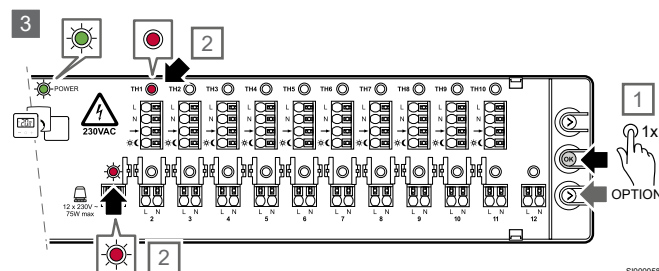 3
2
1
1x
POWER
TH1 TH2 TH3 TH4 TH5 TH6 TH7 TH8 TH9 TH10
L
N
230VAC
OK
OPTION
12 x 230V ~
75W max
L N L N L N L N L N L N L N L N L N L N L N
2 3 4 5 6 7 8 9 10 11 12
2